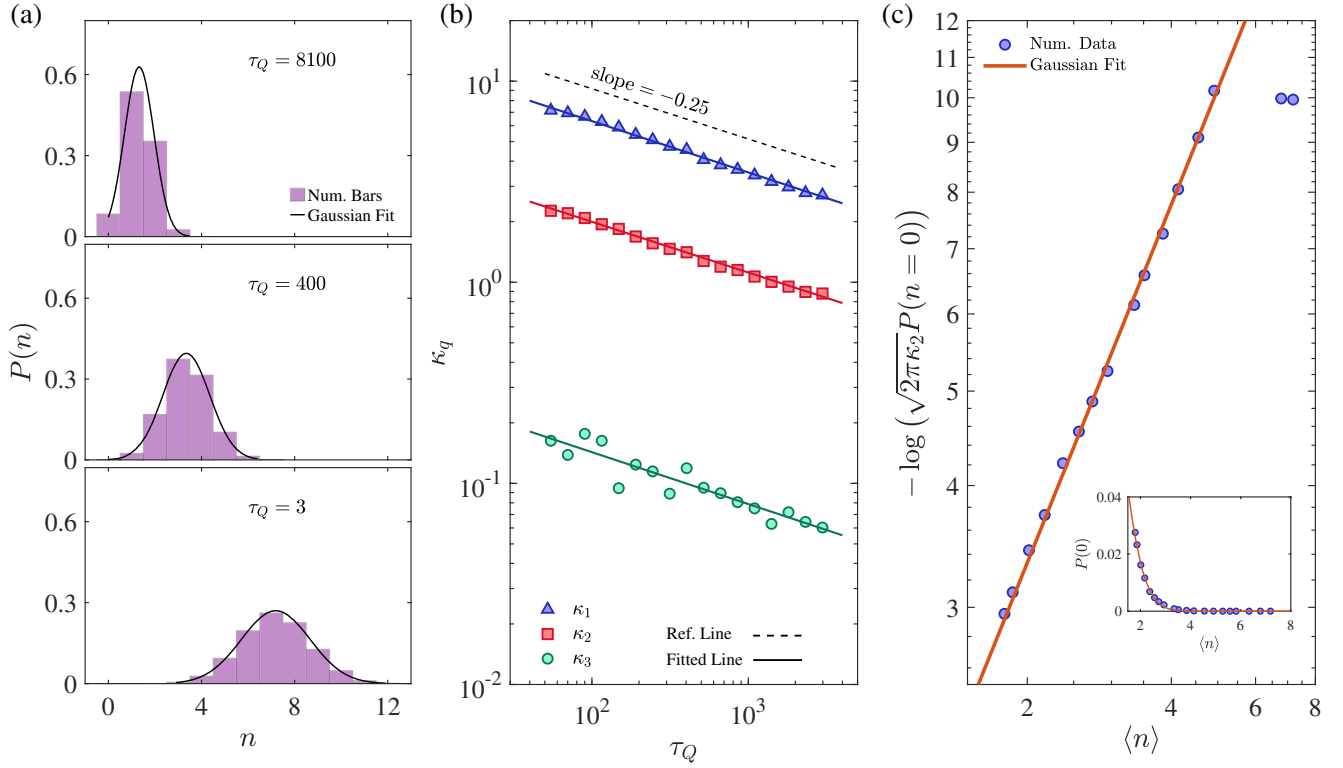 (a)
P(n)
0.6
0.3
0
τ_Q = 8100
Num. Bars
Gaussian Fit
0.6
0.3
0
τ_Q = 400
0.6
0.3
0
τ_Q = 3
0 4 8 12
n
(b)
κ_q
10^1
10^0
10^-1
10^-2
slope = −0.25
κ_1
κ_2
κ_3
Ref. Line
Fitted Line
10^2 10^3
τ_Q
(c)
− log (√2πκ_2 P(n = 0))
12
11
10
9
8
7
6
5
4
3
Num. Data
Gaussian Fit
P(0)
0.04
0.02
0
2 4 6 8
⟨n⟩
2 4 6 8
⟨n⟩